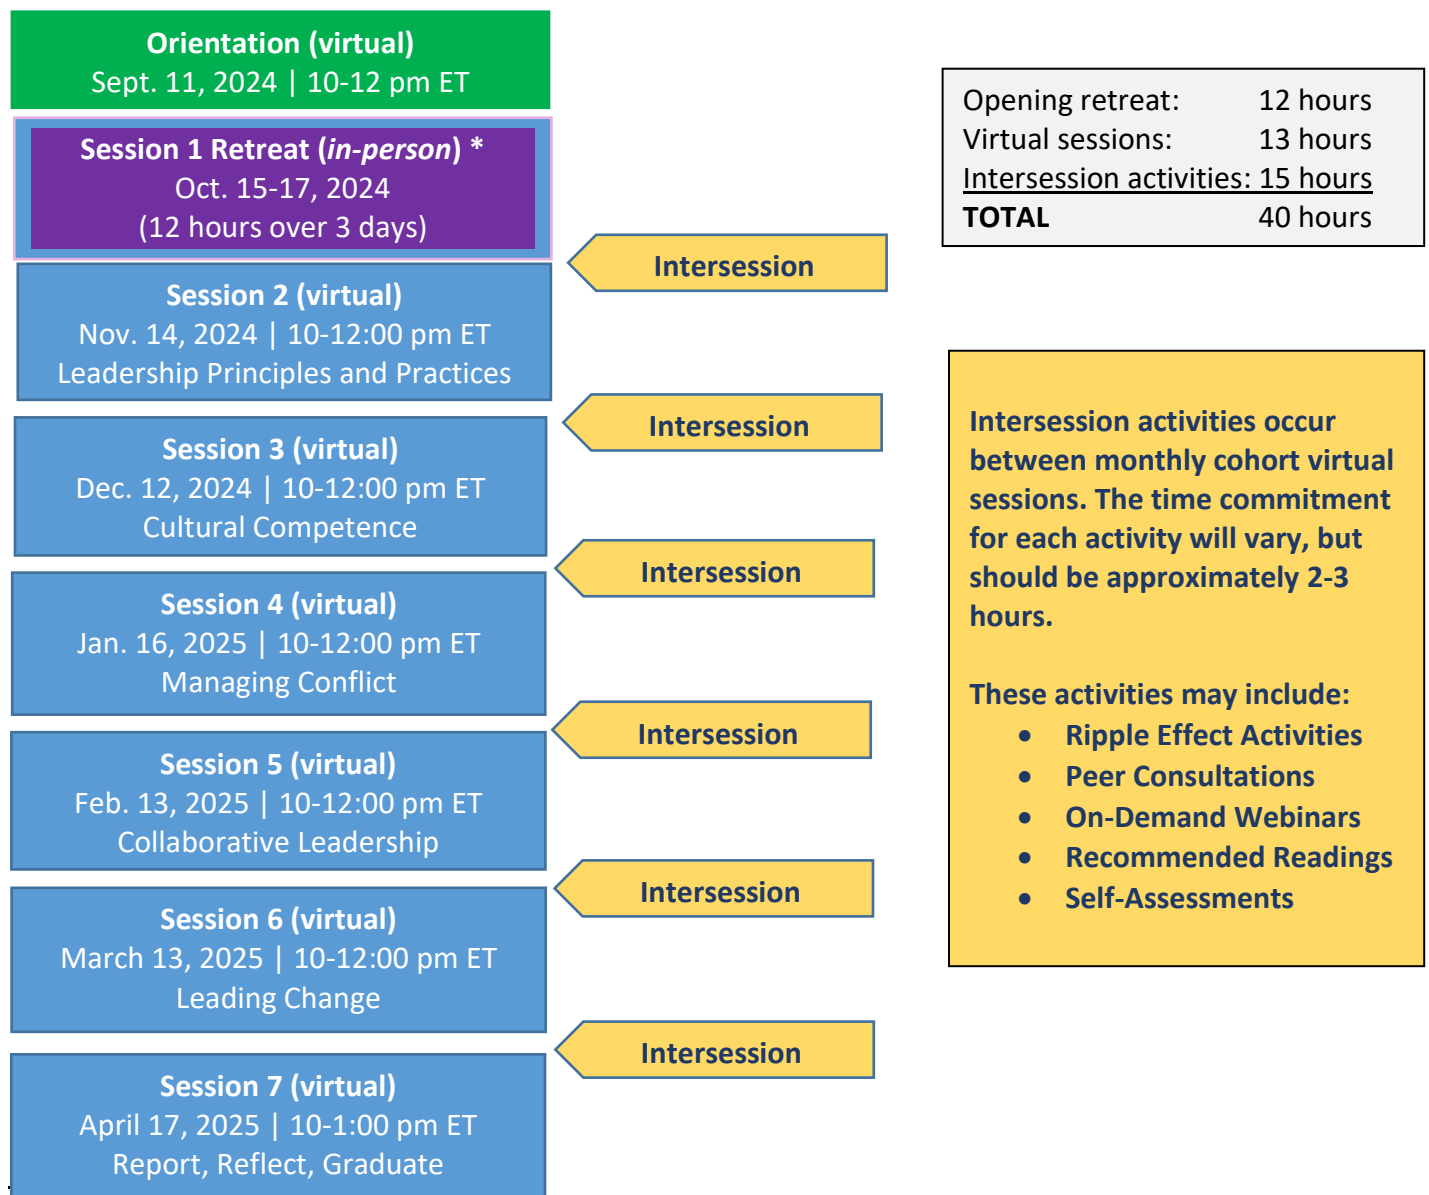 Orientation (virtual)
Sept. 11, 2024 | 10-12 pm ET
Session 1 Retreat (in-person) *
Oct. 15-17, 2024
(12 hours over 3 days)
Intersession
Session 2 (virtual)
Nov. 14, 2024 | 10-12:00 pm ET
Leadership Principles and Practices
Intersession
Session 3 (virtual)
Dec. 12, 2024 | 10-12:00 pm ET
Cultural Competence
Intersession
Session 4 (virtual)
Jan. 16, 2025 | 10-12:00 pm ET
Managing Conflict
Intersession
Session 5 (virtual)
Feb. 13, 2025 | 10-12:00 pm ET
Collaborative Leadership
Intersession
Session 6 (virtual)
March 13, 2025 | 10-12:00 pm ET
Leading Change
Intersession
Session 7 (virtual)
April 17, 2025 | 10-1:00 pm ET
Report, Reflect, Graduate
Opening retreat: 12 hours
Virtual sessions: 13 hours
Intersession activities: 15 hours
TOTAL 40 hours
Intersession activities occur
between monthly cohort virtual
sessions. The time commitment
for each activity will vary, but
should be approximately 2-3
hours.
These activities may include:
• Ripple Effect Activities
• Peer Consultations
• On-Demand Webinars
• Recommended Readings
• Self-Assessments